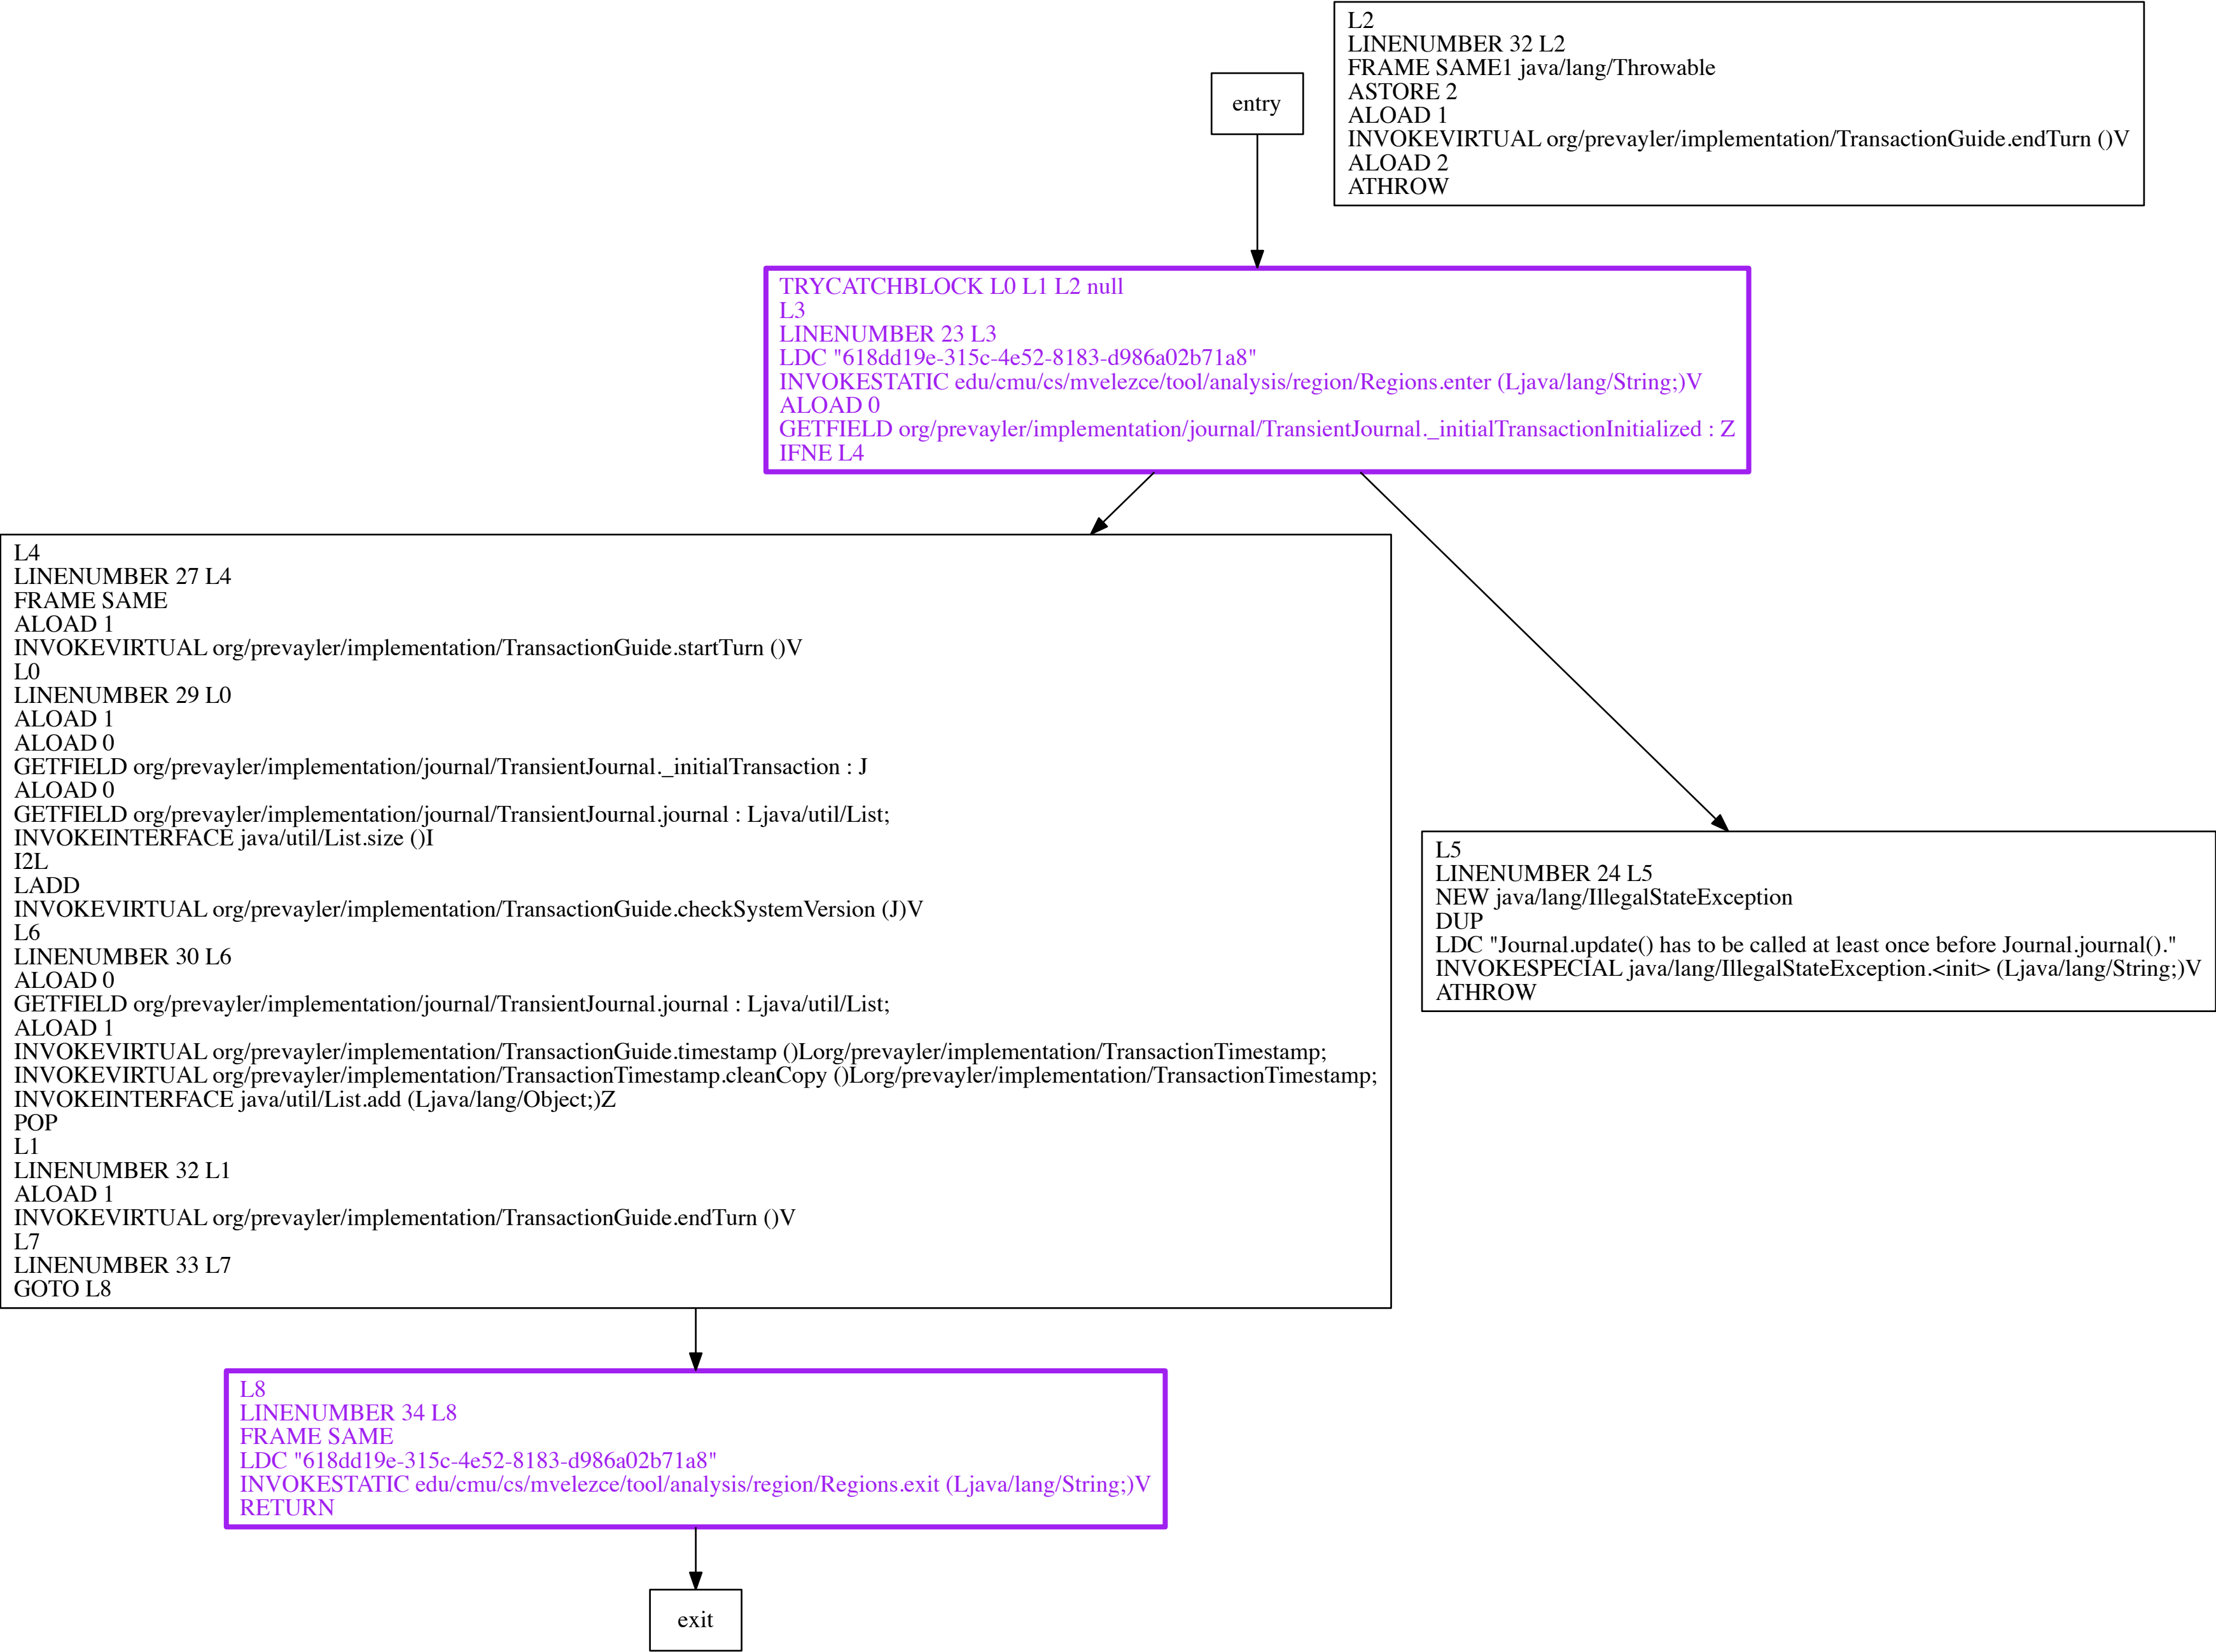 L2
LINENUMBER 32 L2
FRAME SAME1 java/lang/Throwable
ASTORE 2
ALOAD 1
INVOKEVIRTUAL org/prevayler/implementation/TransactionGuide.endTurn ()V
ALOAD 2
ATHROW
entry
TRYCATCHBLOCK L0 L1 L2 null
L3
LINENUMBER 23 L3
LDC "618dd19e-315c-4e52-8183-d986a02b71a8"
INVOKESTATIC edu/cmu/cs/mvelezce/tool/analysis/region/Regions.enter (Ljava/lang/String;)V
ALOAD 0
GETFIELD org/prevayler/implementation/journal/TransientJournal._initialTransactionInitialized : Z
IFNE L4
L4
LINENUMBER 27 L4
FRAME SAME
ALOAD 1
INVOKEVIRTUAL org/prevayler/implementation/TransactionGuide.startTurn ()V
L0
LINENUMBER 29 L0
ALOAD 1
ALOAD 0
GETFIELD org/prevayler/implementation/journal/TransientJournal._initialTransaction : J
ALOAD 0
GETFIELD org/prevayler/implementation/journal/TransientJournal.journal : Ljava/util/List;
INVOKEINTERFACE java/util/List.size ()I
I2L
LADD
INVOKEVIRTUAL org/prevayler/implementation/TransactionGuide.checkSystemVersion (J)V
L6
LINENUMBER 30 L6
ALOAD 0
GETFIELD org/prevayler/implementation/journal/TransientJournal.journal : Ljava/util/List;
ALOAD 1
INVOKEVIRTUAL org/prevayler/implementation/TransactionGuide.timestamp ()Lorg/prevayler/implementation/TransactionTimestamp;
INVOKEVIRTUAL org/prevayler/implementation/TransactionTimestamp.cleanCopy ()Lorg/prevayler/implementation/TransactionTimestamp;
INVOKEINTERFACE java/util/List.add (Ljava/lang/Object;)Z
POP
L1
LINENUMBER 32 L1
ALOAD 1
INVOKEVIRTUAL org/prevayler/implementation/TransactionGuide.endTurn ()V
L7
LINENUMBER 33 L7
GOTO L8
L5
LINENUMBER 24 L5
NEW java/lang/IllegalStateException
DUP
LDC "Journal.update() has to be called at least once before Journal.journal()."
INVOKESPECIAL java/lang/IllegalStateException.<init> (Ljava/lang/String;)V
ATHROW
L8
LINENUMBER 34 L8
FRAME SAME
LDC "618dd19e-315c-4e52-8183-d986a02b71a8"
INVOKESTATIC edu/cmu/cs/mvelezce/tool/analysis/region/Regions.exit (Ljava/lang/String;)V
RETURN
exit